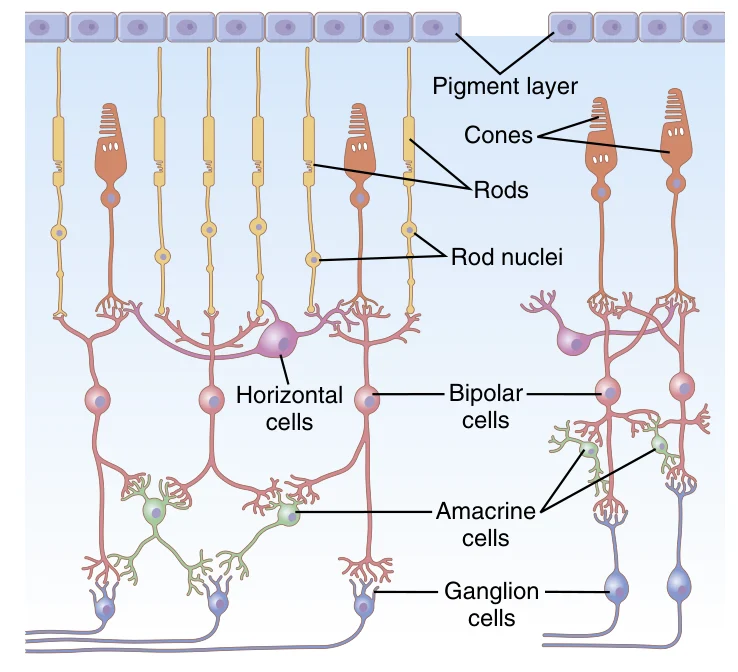 Pigment layer
Cones
Rods
Rod nuclei
Horizontal
cells
Bipolar
cells
Amacrine
cells
Ganglion
cells